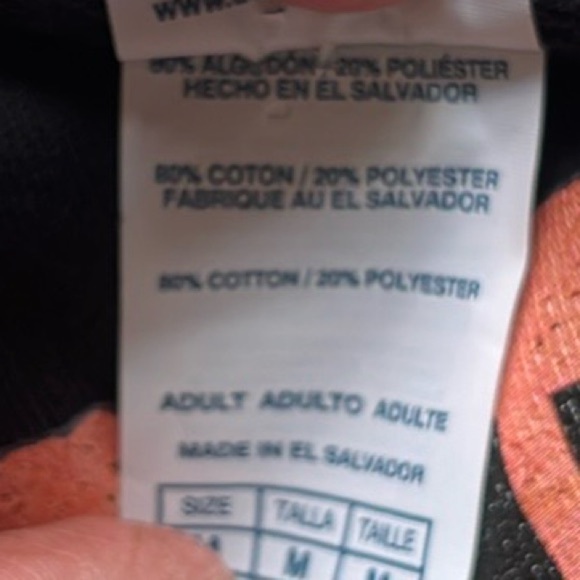 80% ALGODÓN / 20% POLIÉSTER
HECHO EN EL SALVADOR
80% COTON / 20% POLYESTER
FABRIQUE AU EL SALVADOR
80% COTTON / 20% POLYESTER
ADULT ADULTO ADULTE
MADE IN EL SALVADOR
SIZE TALLA TAILLE
M